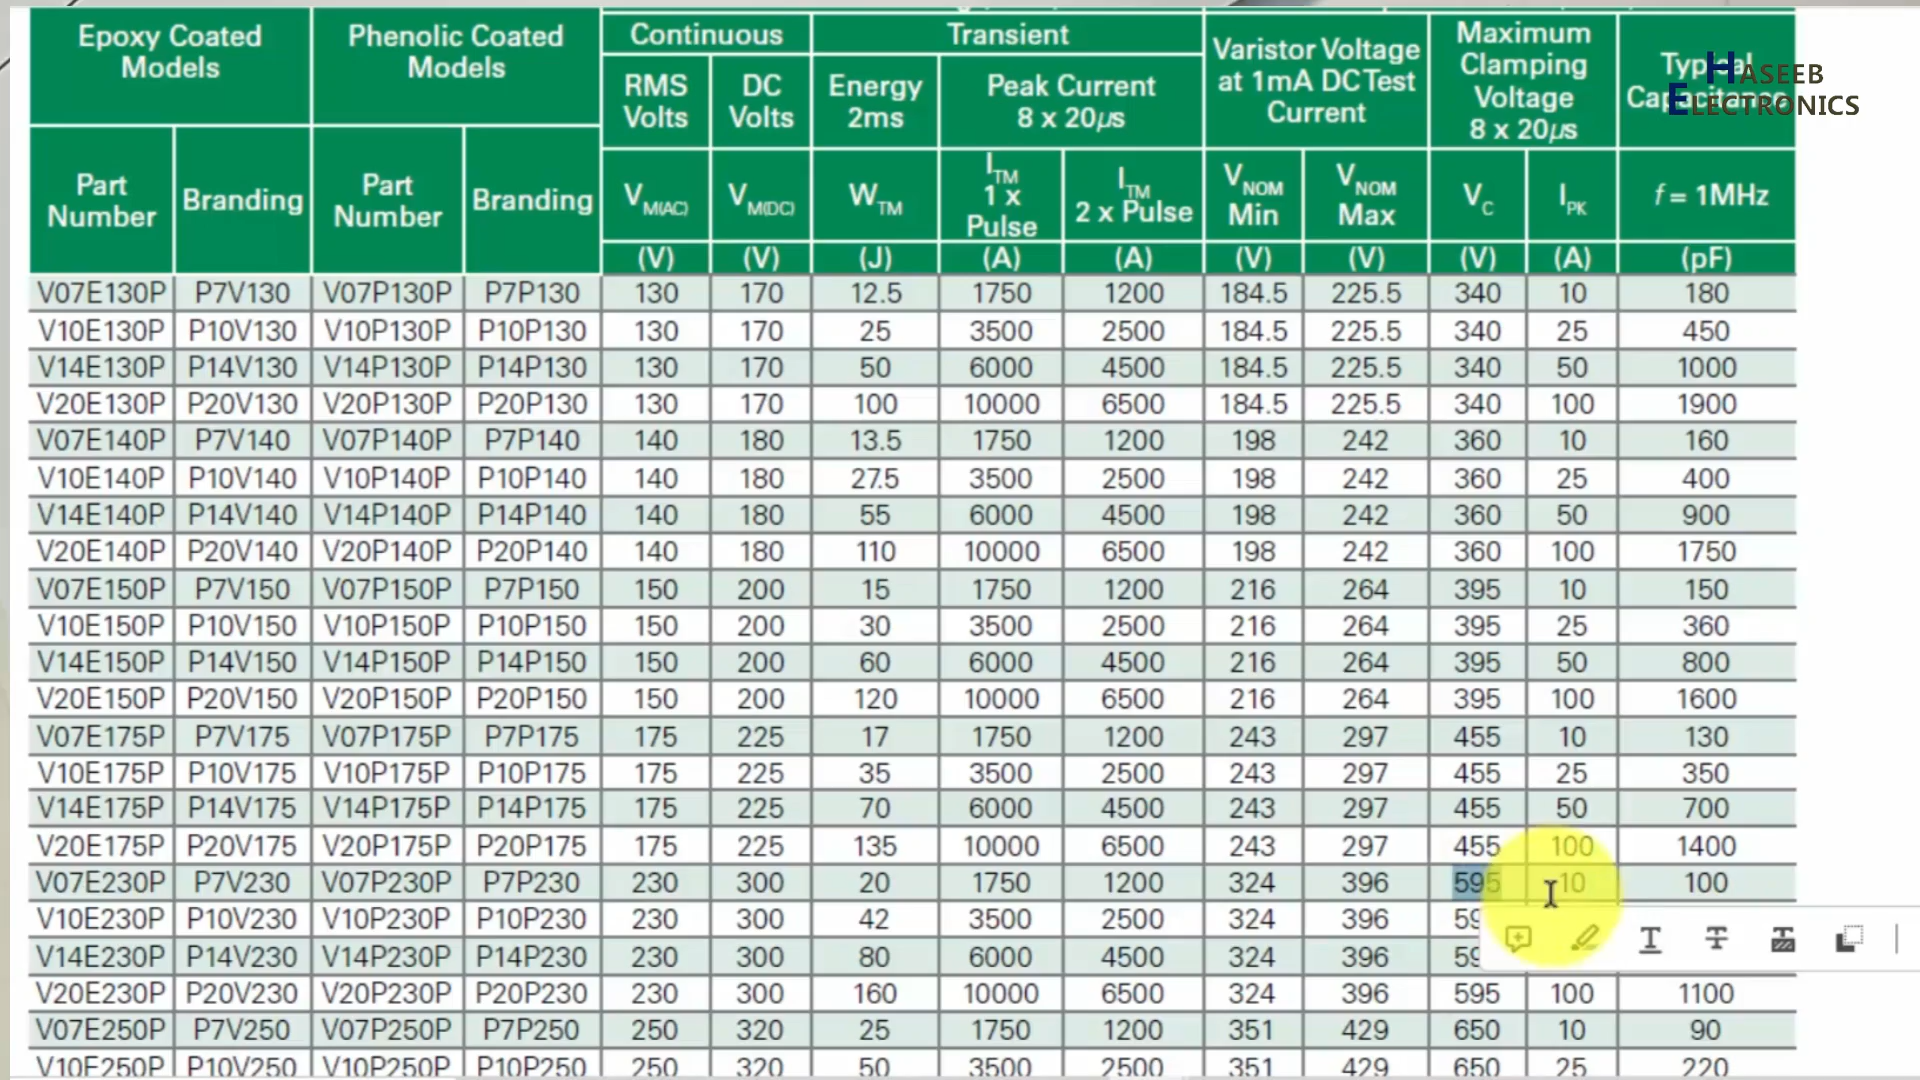 Epoxy Coated Models | Phenolic Coated Models | Continuous | Transient | Varistor Voltage at 1mA DC Test Current | Maximum Clamping Voltage 8 x 20µs | Typical Capacitance
RMS Volts | DC Volts | Energy 2ms | Peak Current 8 x 20µs
HASEEB
ELECTRONICS
Part Number | Branding | Part Number | Branding | VM(AC) | VM(DC) | WTM | ITM 1 x Pulse | ITM 2 x Pulse | VNOM Min | VNOM Max | VC | IPK | f = 1MHz
(V) | (V) | (J) | (A) | (A) | (V) | (V) | (V) | (A) | (pF)
V07E130P P7V130 V07P130P P7P130 130 170 12.5 1750 1200 184.5 225.5 340 10 180
V10E130P P10V130 V10P130P P10P130 130 170 25 3500 2500 184.5 225.5 340 25 450
V14E130P P14V130 V14P130P P14P130 130 170 50 6000 4500 184.5 225.5 340 50 1000
V20E130P P20V130 V20P130P P20P130 130 170 100 10000 6500 184.5 225.5 340 100 1900
V07E140P P7V140 V07P140P P7P140 140 180 13.5 1750 1200 198 242 360 10 160
V10E140P P10V140 V10P140P P10P140 140 180 27.5 3500 2500 198 242 360 25 400
V14E140P P14V140 V14P140P P14P140 140 180 55 6000 4500 198 242 360 50 900
V20E140P P20V140 V20P140P P20P140 140 180 110 10000 6500 198 242 360 100 1750
V07E150P P7V150 V07P150P P7P150 150 200 15 1750 1200 216 264 395 10 150
V10E150P P10V150 V10P150P P10P150 150 200 30 3500 2500 216 264 395 25 360
V14E150P P14V150 V14P150P P14P150 150 200 60 6000 4500 216 264 395 50 800
V20E150P P20V150 V20P150P P20P150 150 200 120 10000 6500 216 264 395 100 1600
V07E175P P7V175 V07P175P P7P175 175 225 17 1750 1200 243 297 455 10 130
V10E175P P10V175 V10P175P P10P175 175 225 35 3500 2500 243 297 455 25 350
V14E175P P14V175 V14P175P P14P175 175 225 70 6000 4500 243 297 455 50 700
V20E175P P20V175 V20P175P P20P175 175 225 135 10000 6500 243 297 455 100 1400
V07E230P P7V230 V07P230P P7P230 230 300 20 1750 1200 324 396 595 10 100
V10E230P P10V230 V10P230P P10P230 230 300 42 3500 2500 324 396
V14E230P P14V230 V14P230P P14P230 230 300 80 6000 4500 324 396
V20E230P P20V230 V20P230P P20P230 230 300 160 10000 6500 324 396 595 100 1100
V07E250P P7V250 V07P250P P7P250 250 320 25 1750 1200 351 429 650 10 90
V10E250P P10V250 V10P250P P10P250 250 320 50 3500 2500 351 429 650 25 220